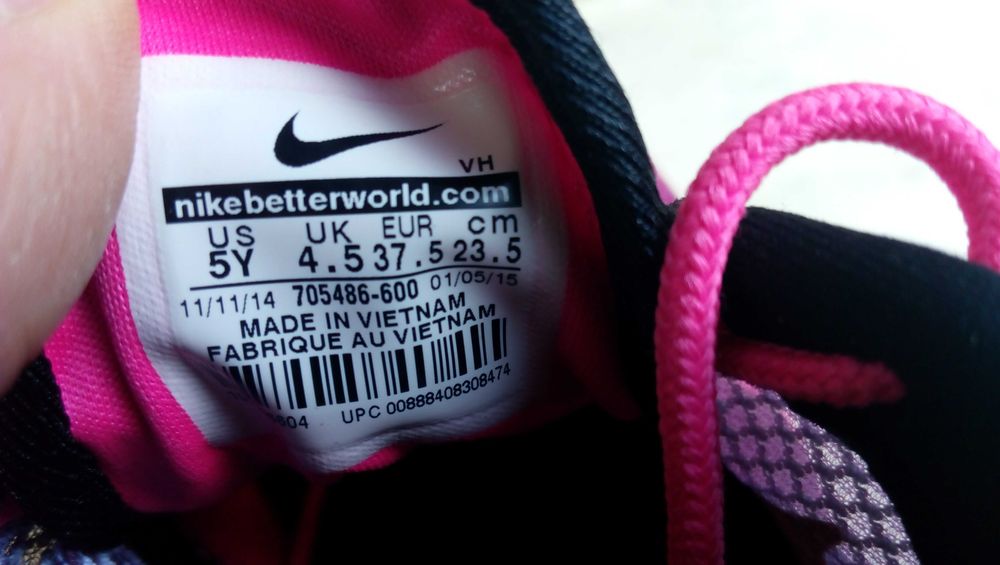 VH
nikebetterworld.com
US UK EUR cm
5Y 4.5 37.5 23.5
11/11/14 705486-600 01/05/15
MADE IN VIETNAM
FABRIQUE AU VIETNAM
UPC 00888408308474